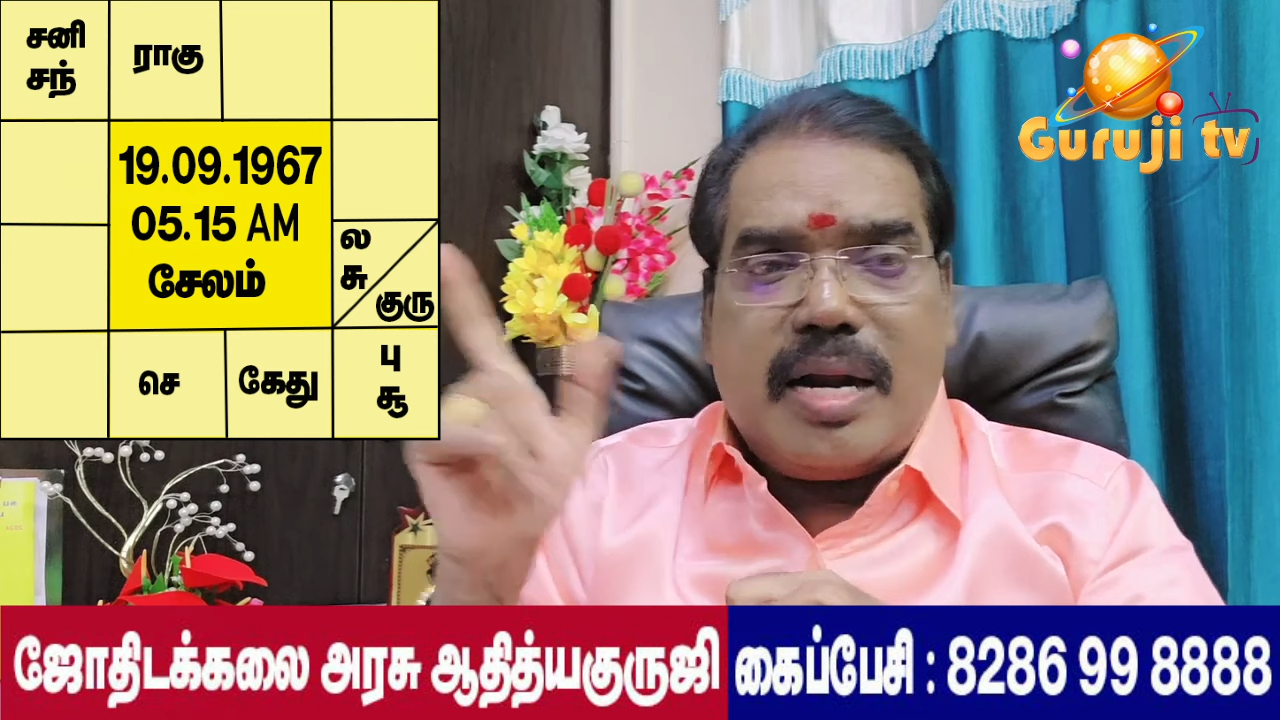 சனி
சந்
ராகு
19.09.1967
05.15 AM
சேலம்
ல
சு
குரு
செ
கேது
பு
சூ
Guruji tv
ஜோதிடக்கலை அரசு ஆதித்யகுருஜி
கைப்பேசி : 8286 99 8888